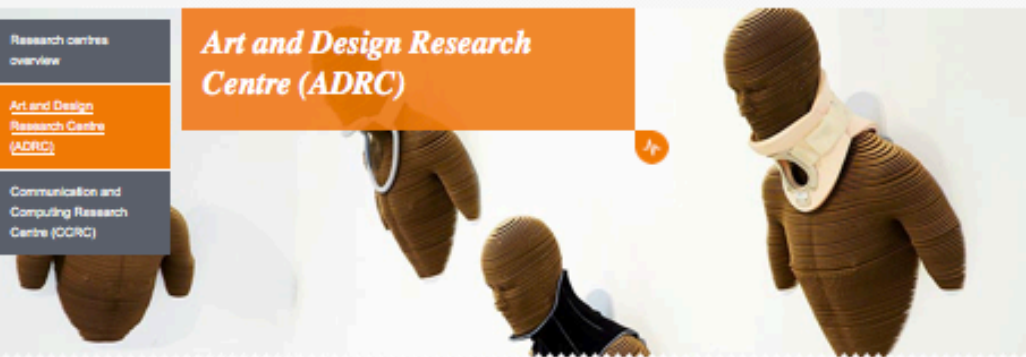 Research centres
overview
Art and Design
Research Centre
(ADRC)
Communication and
Computing Research
Centre (CCRC)
Art and Design Research
Centre (ADRC)